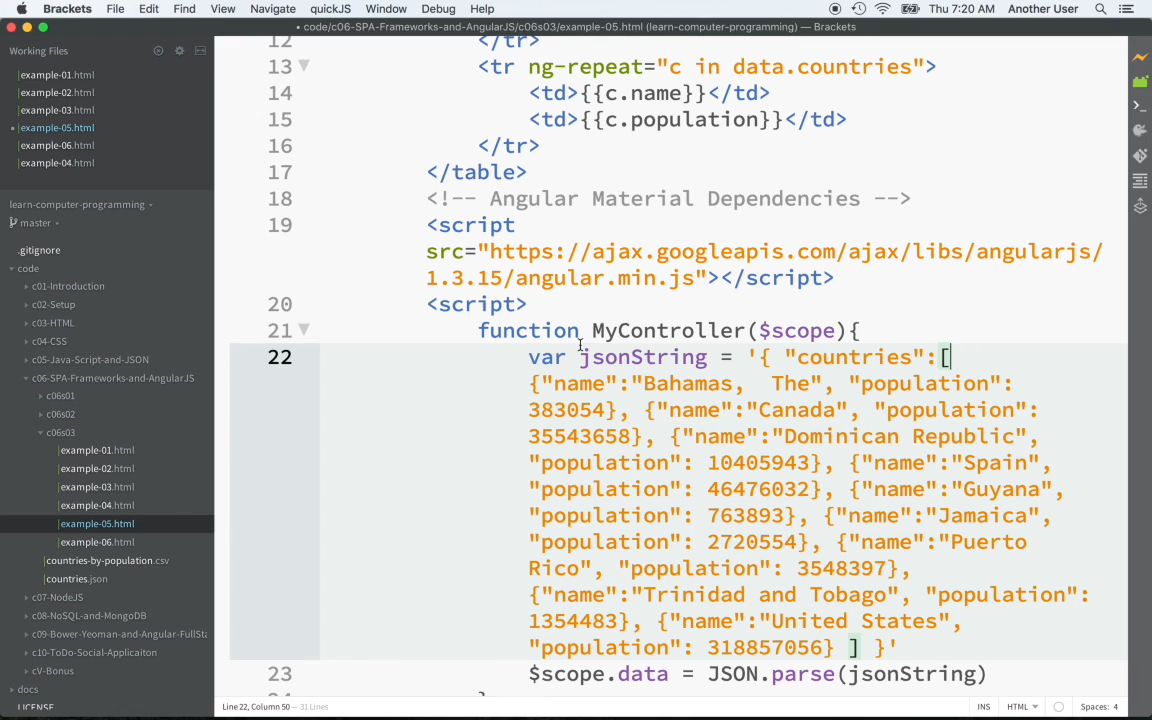 Brackets File Edit Find View Navigate quickJS Window Debug Help Thu 7:20 AM Another User
• code/c06-SPA-Frameworks-and-AngularJS/c06s03/example-05.html (learn-computer-programming) — Brackets
Working Files
example-01.html
example-02.html
example-03.html
example-05.html
example-06.html
example-04.html
learn-computer-programming
master
.gitignore
code
c01-Introduction
c02-Setup
c03-HTML
c04-CSS
c05-Java-Script-and-JSON
c06-SPA-Frameworks-and-AngularJS
c06s01
c06s02
c06s03
example-01.html
example-02.html
example-03.html
example-04.html
example-05.html
example-06.html
countries-by-population.csv
countries.json
c07-NodeJS
c08-NoSQL-and-MongoDB
c09-Bower-Yeoman-and-Angular-FullSta
c10-ToDo-Social-Applicaiton
cV-Bonus
docs
LICENSE
12 </tr>
13 <tr ng-repeat="c in data.countries">
14 <td>{{c.name}}</td>
15 <td>{{c.population}}</td>
16 </tr>
17 </table>
18 <!-- Angular Material Dependencies -->
19 <script
src="https://ajax.googleapis.com/ajax/libs/angularjs/
1.3.15/angular.min.js"></script>
20 <script>
21 function MyController($scope){
22 var jsonString = '{ "countries":[
{"name":"Bahamas,  The", "population":
383054}, {"name":"Canada", "population":
35543658}, {"name":"Dominican Republic",
"population": 10405943}, {"name":"Spain",
"population": 46476032}, {"name":"Guyana",
"population": 763893}, {"name":"Jamaica",
"population": 2720554}, {"name":"Puerto
Rico", "population": 3548397},
{"name":"Trinidad and Tobago", "population":
1354483}, {"name":"United States",
"population": 318857056} ] }'
23 $scope.data = JSON.parse(jsonString)
Line 22, Column 50 — 31 Lines
INS HTML Spaces: 4